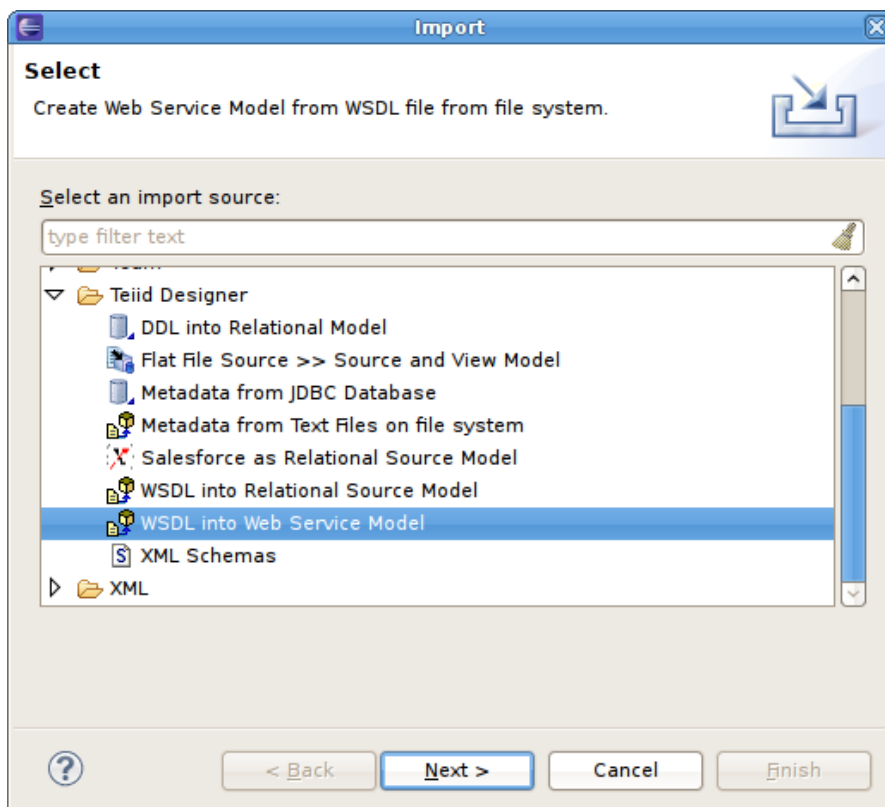 Import
Select
Create Web Service Model from WSDL file from file system.
Select an import source:
type filter text
Teiid Designer
DDL into Relational Model
Flat File Source >> Source and View Model
Metadata from JDBC Database
Metadata from Text Files on file system
Salesforce as Relational Source Model
WSDL into Relational Source Model
WSDL into Web Service Model
XML Schemas
XML
< Back Next > Cancel Finish